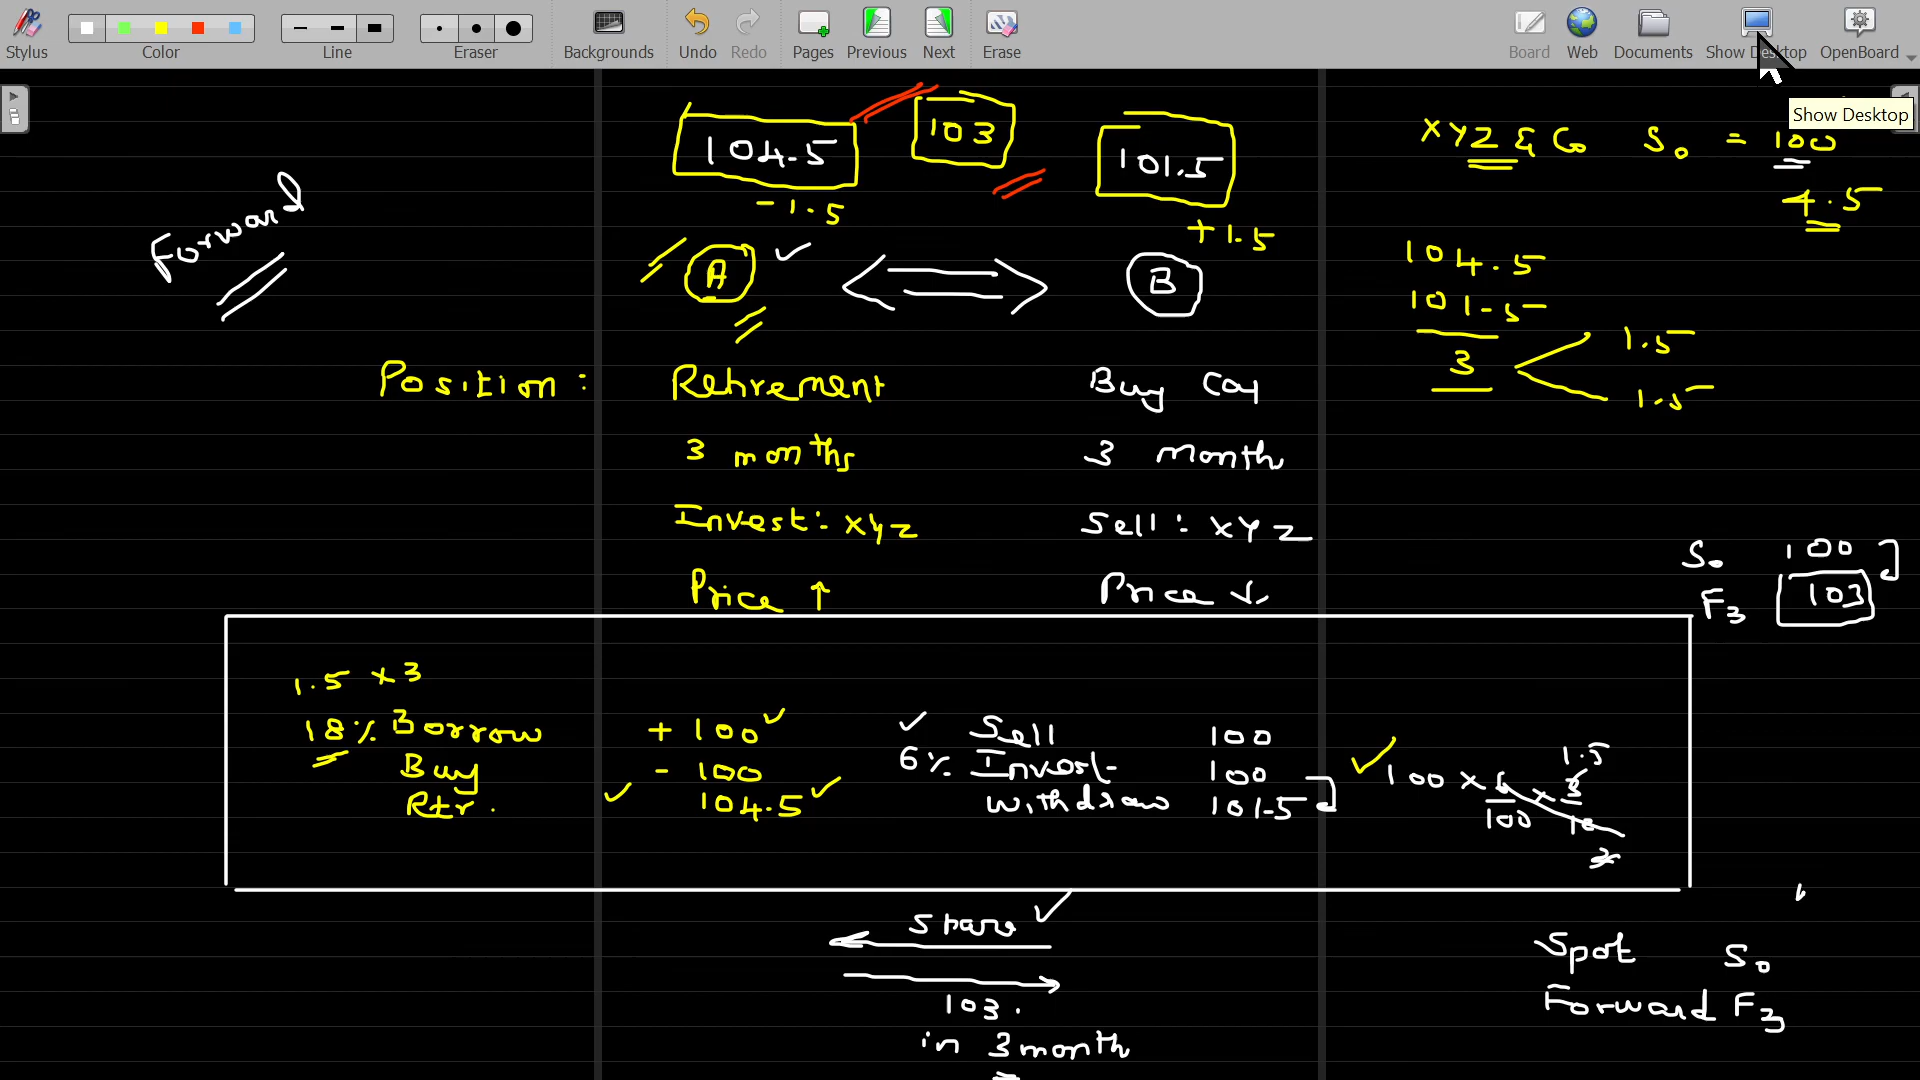 Stylus Color Line Eraser Backgrounds Undo Redo Pages Previous Next Erase Board Web Documents Show Desktop OpenBoard
Show Desktop
104.5 103 101.5
- 1.5 + 1.5
XYZ & Co S0 = 100
4.5
Forward
A B
104.5
101.5
3
1.5
1.5
Position : Retirement Buy Car
3 months 3 month
Invest : XYZ Sell : XYZ
Price ↑ Price ↓
S0 100
F3 103
1.5 x 3
18% Borrow + 100 Sell 100
Buy - 100 6% Invest 100
Rtr. 104.5 withdraw 101.5
100 x 6/100 x 3/12
1.5
2
Share
103.
in 3 month
Spot S0
Forward F3